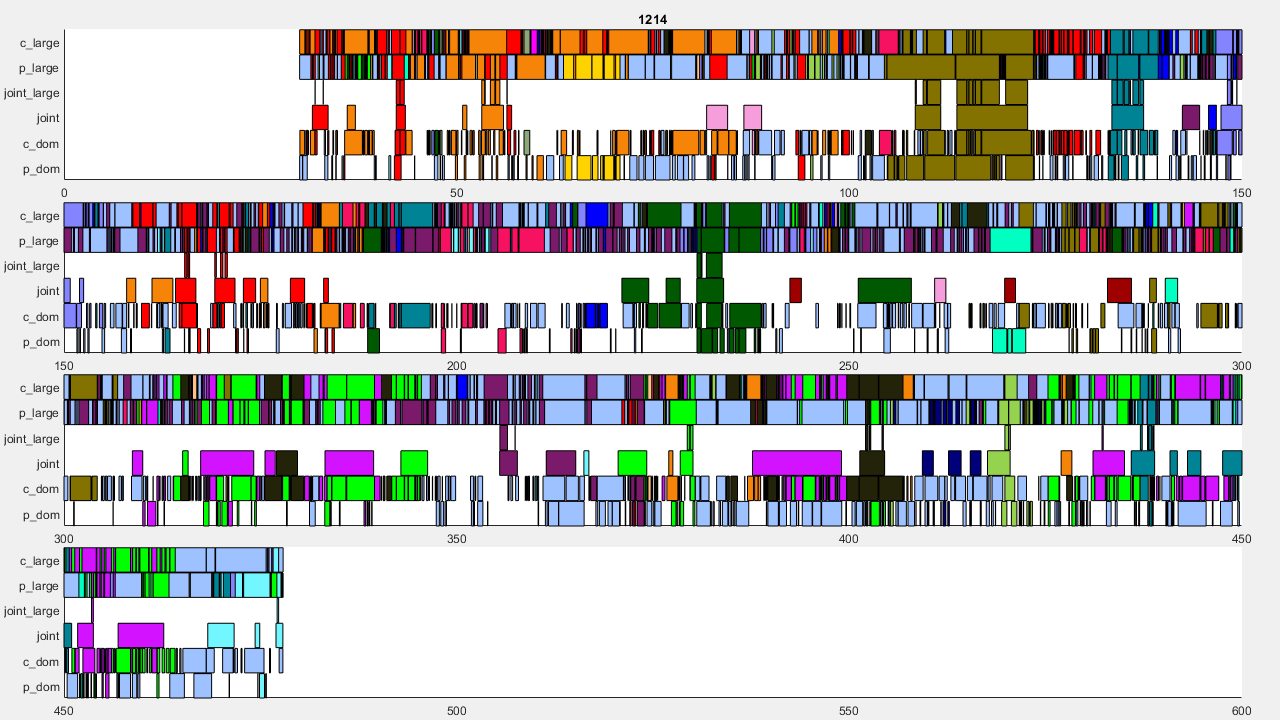 1214
c_large
p_large
joint_large
joint
c_dom
p_dom
0 50 100 150
c_large
p_large
joint_large
joint
c_dom
p_dom
150 200 250 300
c_large
p_large
joint_large
joint
c_dom
p_dom
300 350 400 450
c_large
p_large
joint_large
joint
c_dom
p_dom
450 500 550 600